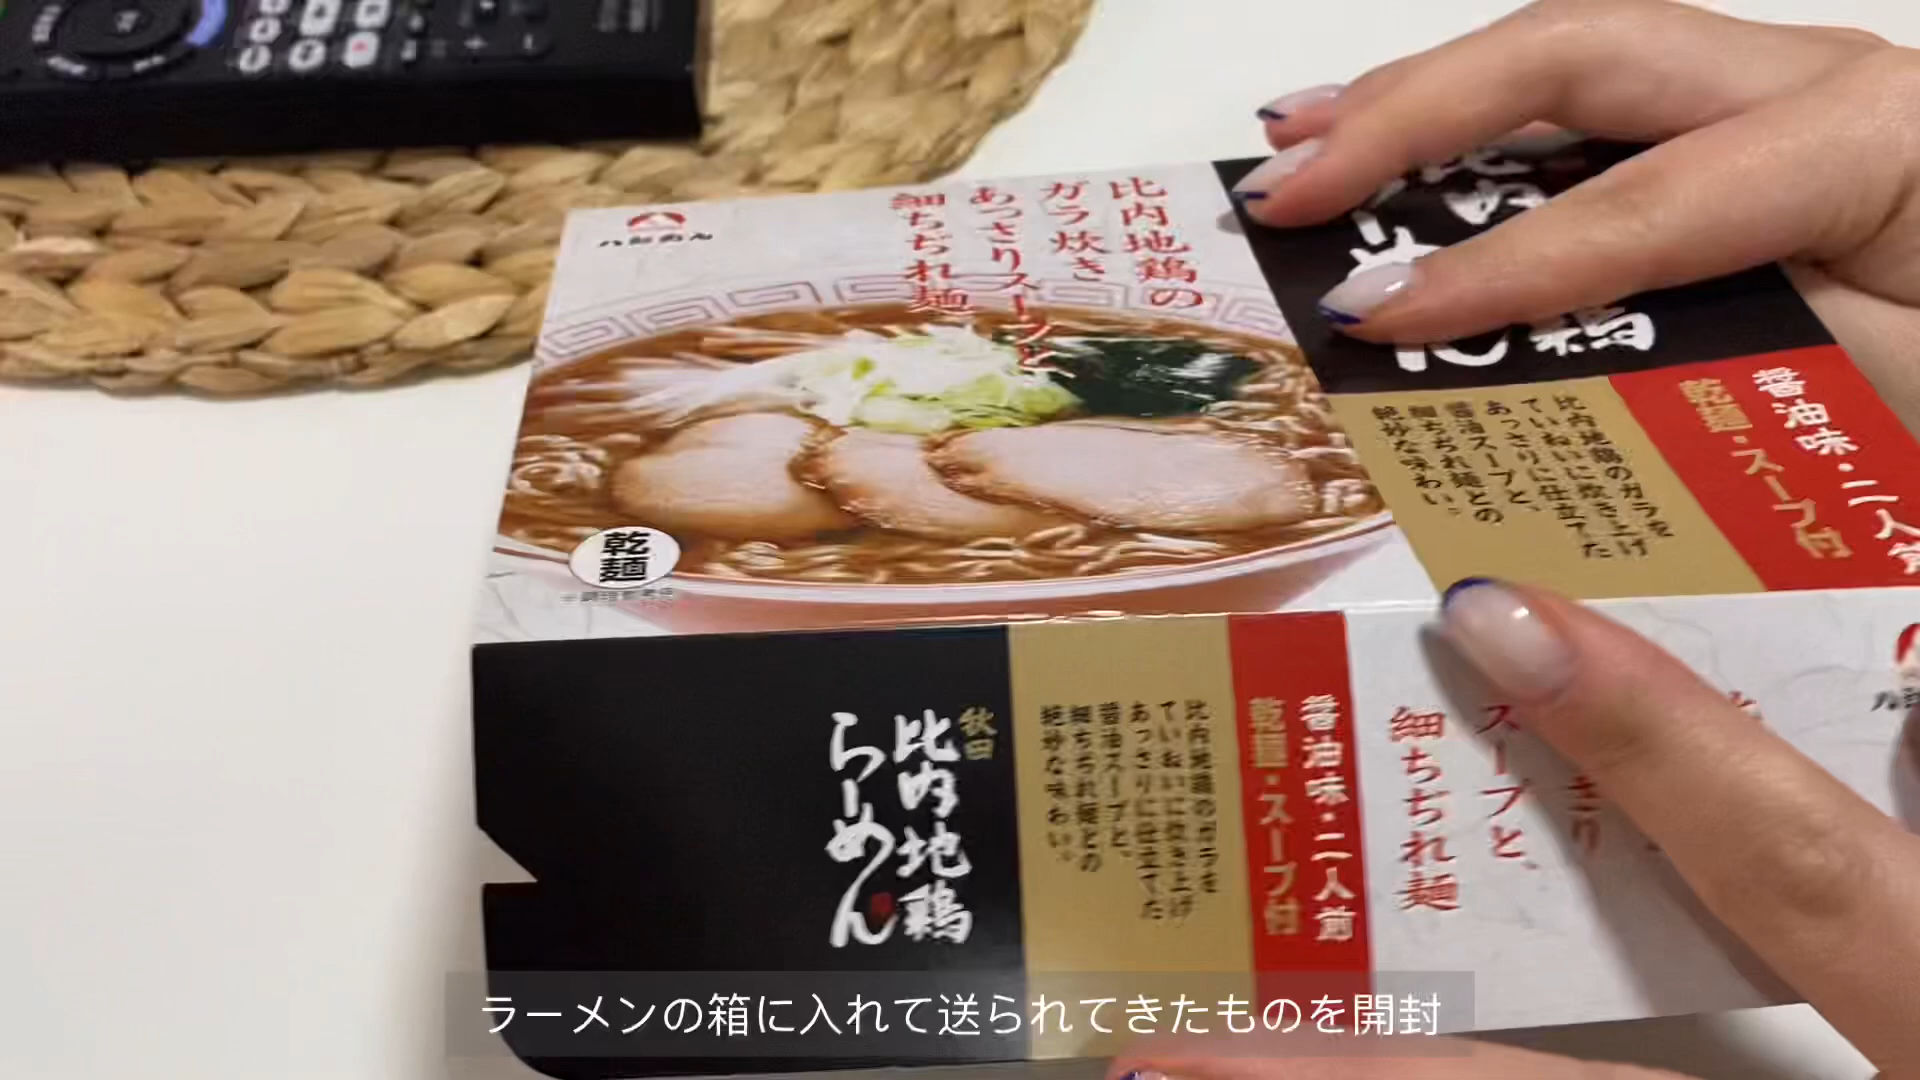 比内地鶏の
ガラ炊き
あっさりスープと
細ちぢれ麺
乾
麺
醤油味・二人前
乾麺・スープ付
比内地鶏のガラを
ていねいに炊き上げ
あっさりに仕立てた
醤油スープと、
細ちぢれ麺との
絶妙な味わい。
秋田
比内地鶏
らーめん
醤油味・二人前
乾麺・スープ付
比内地鶏のガラを
ていねいに炊き上げ
あっさりに仕立てた
醤油スープと、
細ちぢれ麺との
絶妙な味わい。
スープと、
細ちぢれ麺
ラーメンの箱に入れて送られてきたものを開封